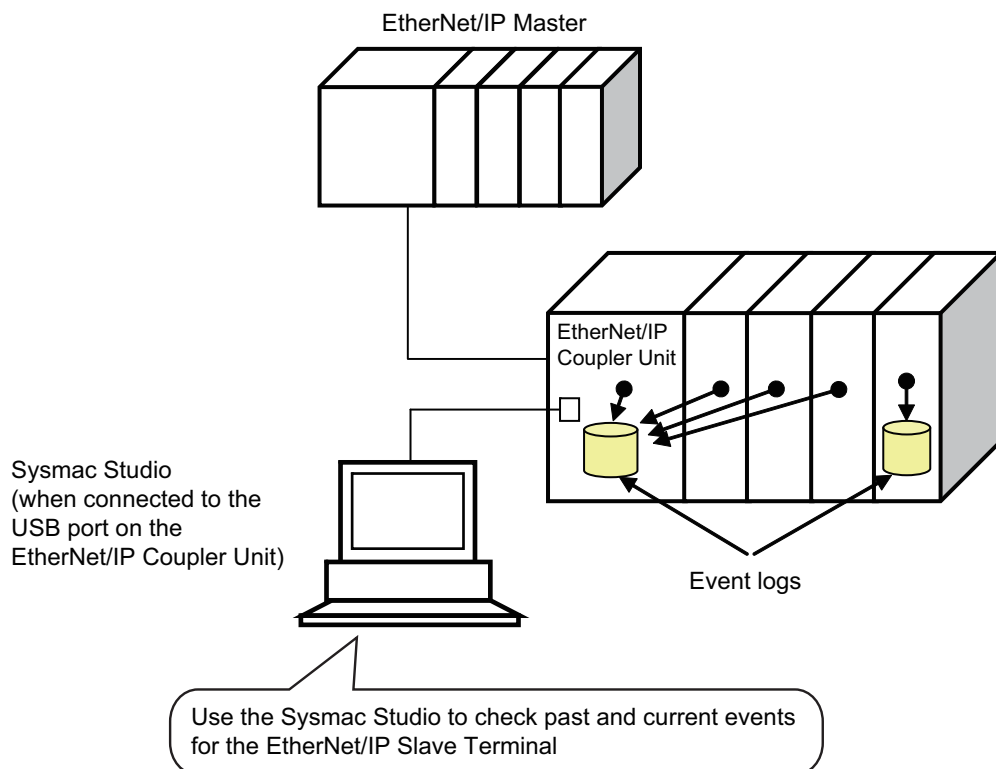 EtherNet/IP Master
EtherNet/IP
Coupler Unit
Sysmac Studio
(when connected to the
USB port on the
EtherNet/IP Coupler Unit)
Event logs
Use the Sysmac Studio to check past and current events
for the EtherNet/IP Slave Terminal